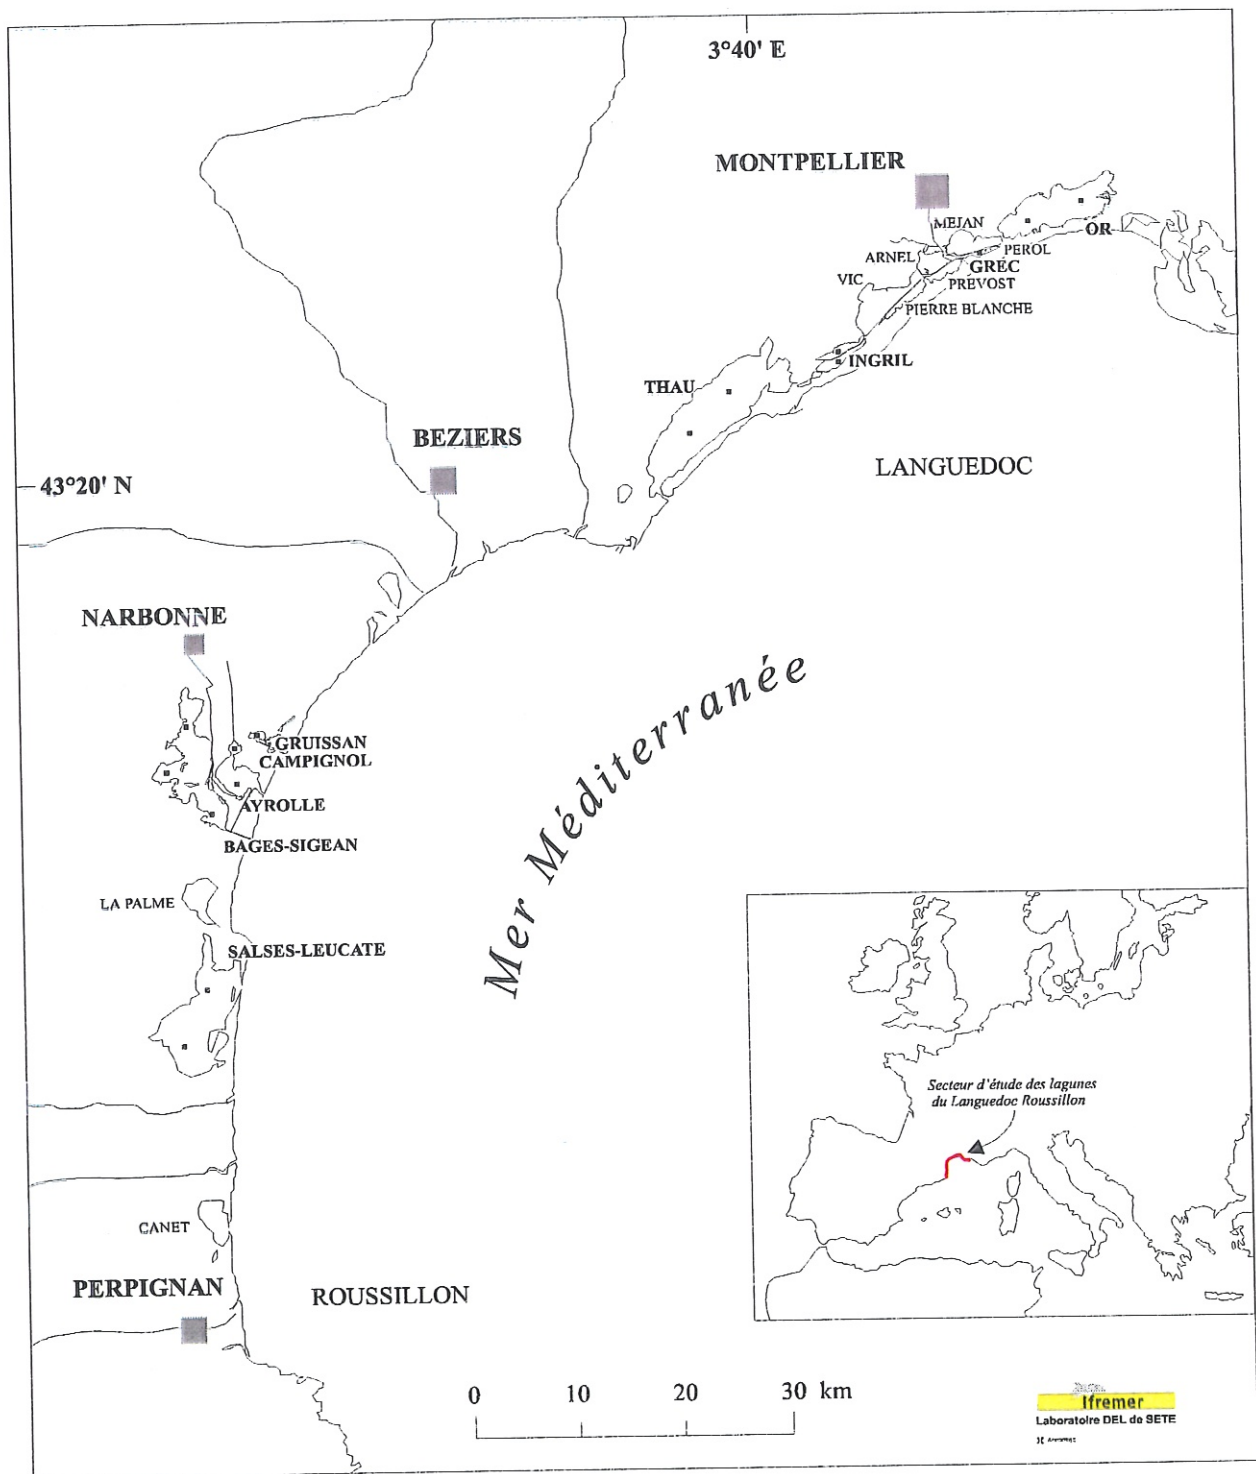 3°40' E
MONTPELLIER
MEJAN
OR
PEROL
ARNEL
GREC
VIC
PREVOST
PIERRE BLANCHE
INGRIL
THAU
BEZIERS
LANGUEDOC
43°20' N
NARBONNE
Mer Méditerranée
GRUISSAN
CAMPIGNOL
AYROLLE
BAGES-SIGEAN
LA PALME
SALSES-LEUCATE
Secteur d'étude des lagunes
du Languedoc Roussillon
CANET
PERPIGNAN
ROUSSILLON
0 10 20 30 km
Ifremer
Laboratoire DEL de SETE